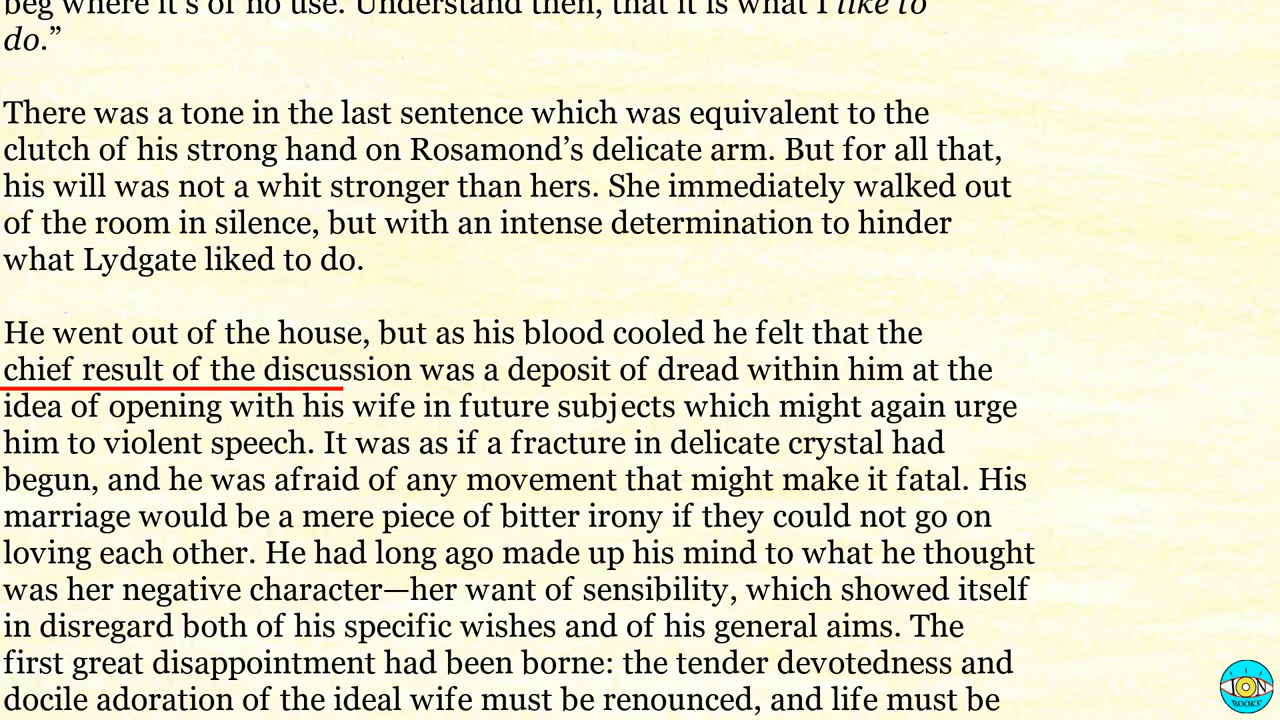 beg where it's of no use. Understand then, that it is what I like to
do.”

There was a tone in the last sentence which was equivalent to the
clutch of his strong hand on Rosamond’s delicate arm. But for all that,
his will was not a whit stronger than hers. She immediately walked out
of the room in silence, but with an intense determination to hinder
what Lydgate liked to do.

He went out of the house, but as his blood cooled he felt that the
chief result of the discussion was a deposit of dread within him at the
idea of opening with his wife in future subjects which might again urge
him to violent speech. It was as if a fracture in delicate crystal had
begun, and he was afraid of any movement that might make it fatal. His
marriage would be a mere piece of bitter irony if they could not go on
loving each other. He had long ago made up his mind to what he thought
was her negative character—her want of sensibility, which showed itself
in disregard both of his specific wishes and of his general aims. The
first great disappointment had been borne: the tender devotedness and
docile adoration of the ideal wife must be renounced, and life must be
ION
BOOKS